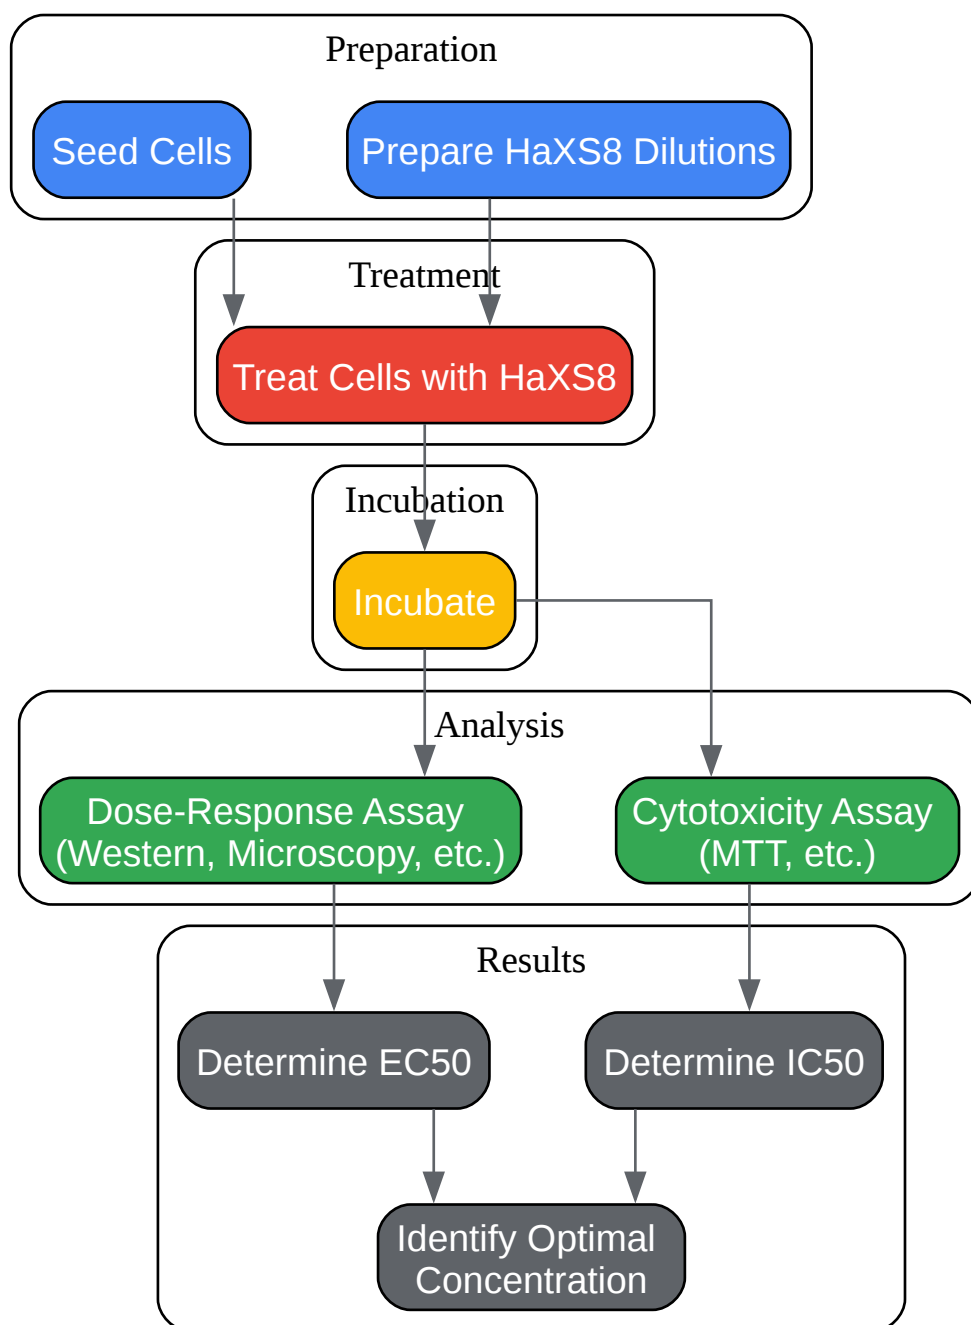 Preparation
Seed Cells
Prepare HaXS8 Dilutions
Treatment
Treat Cells with HaXS8
Incubation
Incubate
Analysis
Dose-Response Assay
(Western, Microscopy, etc.)
Cytotoxicity Assay
(MTT, etc.)
Results
Determine EC50
Determine IC50
Identify Optimal
Concentration